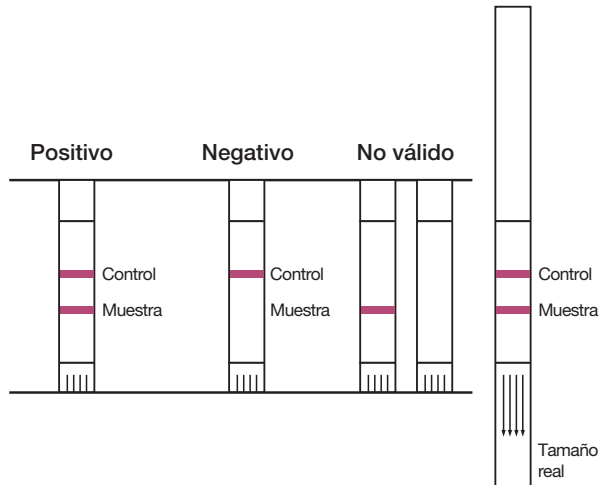 Positivo
Negativo
No válido
Control
Control
Control
Muestra
Muestra
Muestra
Tamaño
real